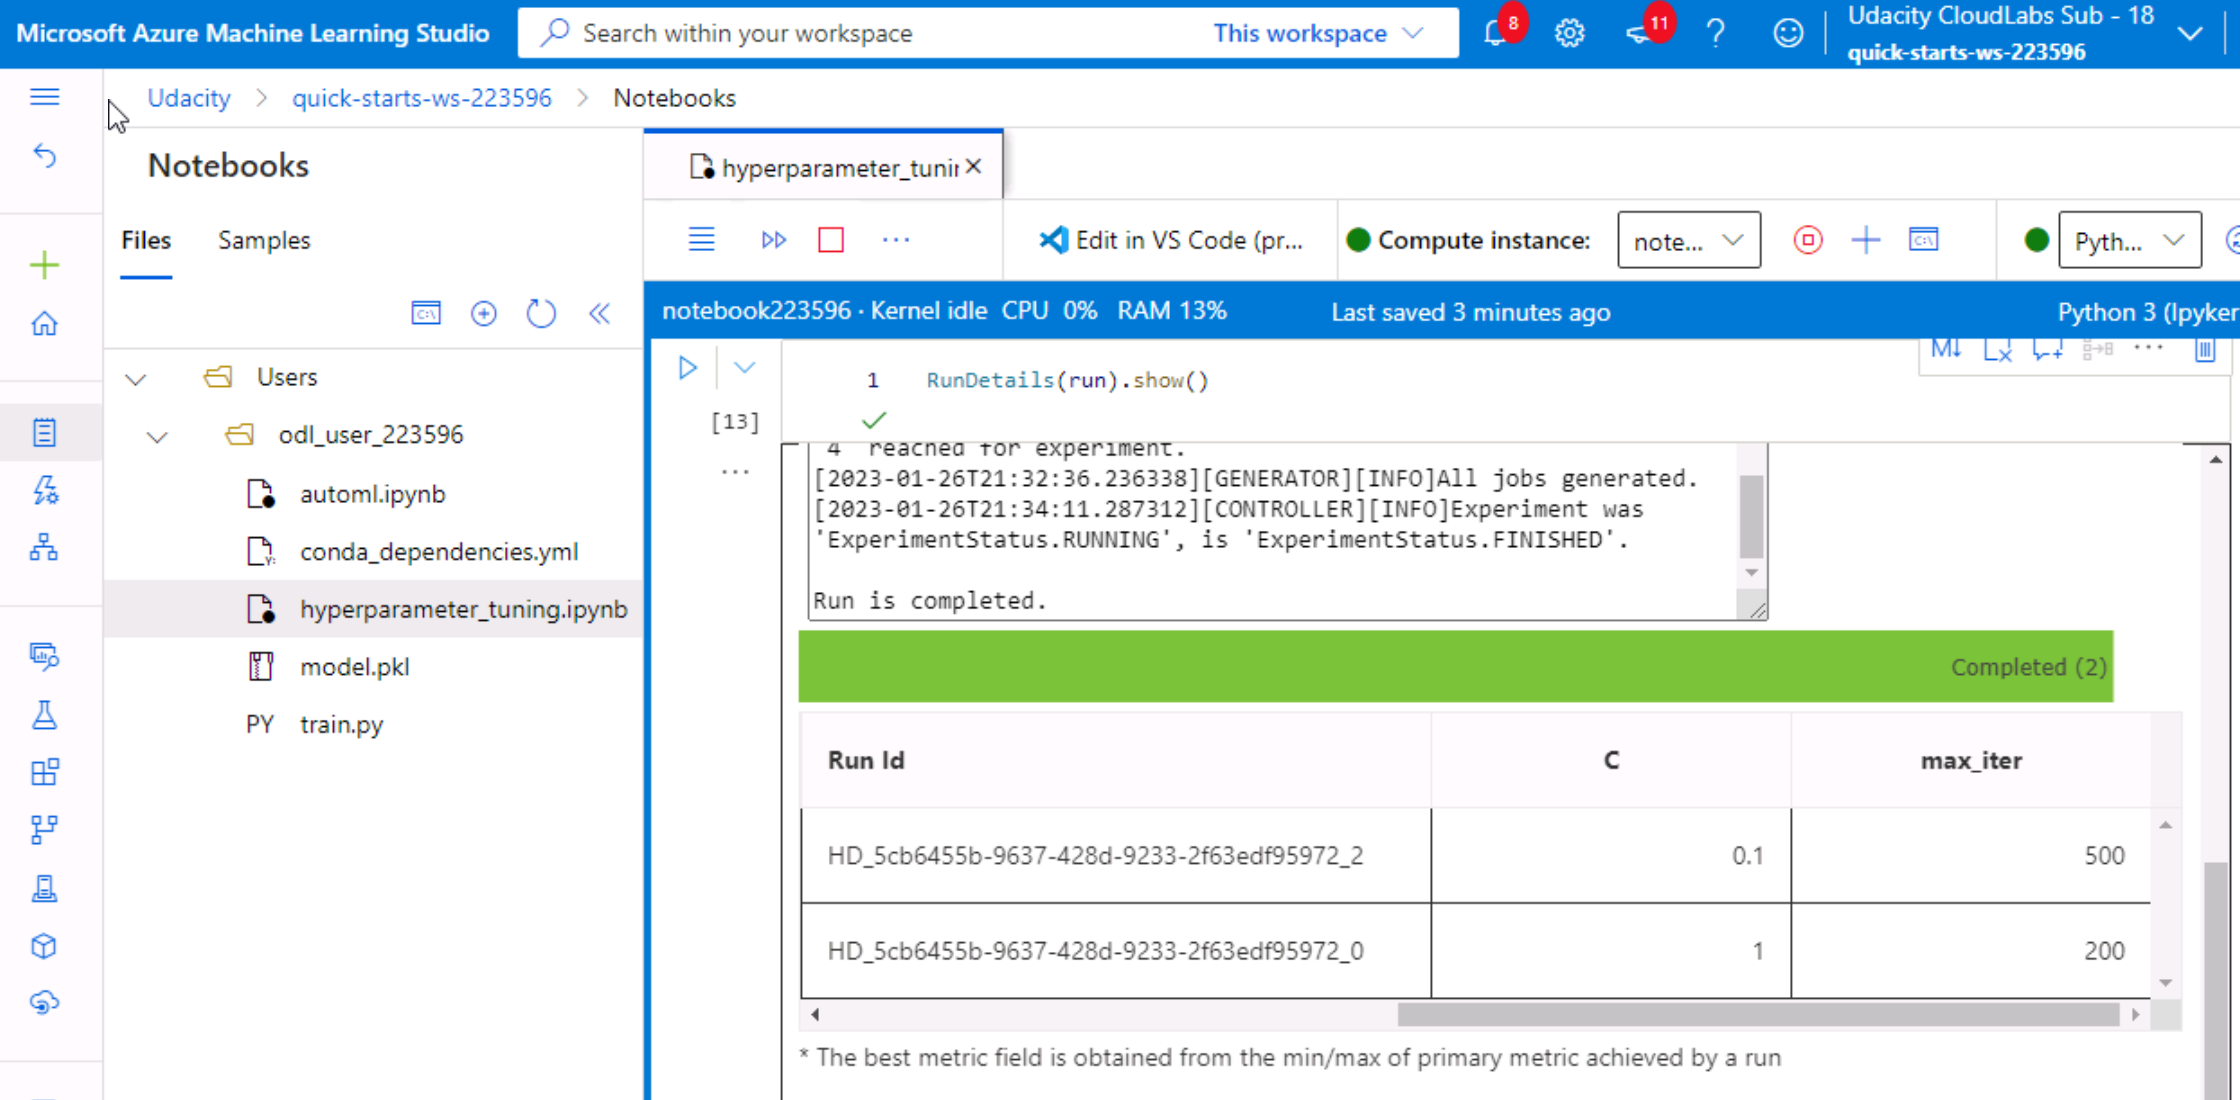 Microsoft Azure Machine Learning Studio
Search within your workspace
This workspace
8
11
?
Udacity CloudLabs Sub - 18
quick-starts-ws-223596
Udacity > quick-starts-ws-223596 > Notebooks
Notebooks
hyperparameter_tunir
Files
Samples
Edit in VS Code (pr...
Compute instance:
note...
Pyth...
notebook223596 · Kernel idle CPU 0% RAM 13%
Last saved 3 minutes ago
Python 3 (Ipyker
Users
odl_user_223596
automl.ipynb
conda_dependencies.yml
hyperparameter_tuning.ipynb
model.pkl
PY train.py
M↓
1 RunDetails(run).show()
[13]
4 reached for experiment.
[2023-01-26T21:32:36.236338][GENERATOR][INFO]All jobs generated.
[2023-01-26T21:34:11.287312][CONTROLLER][INFO]Experiment was
'ExperimentStatus.RUNNING', is 'ExperimentStatus.FINISHED'.
Run is completed.
Completed (2)
Run Id C max_iter
HD_5cb6455b-9637-428d-9233-2f63edf95972_2 0.1 500
HD_5cb6455b-9637-428d-9233-2f63edf95972_0 1 200
* The best metric field is obtained from the min/max of primary metric achieved by a run